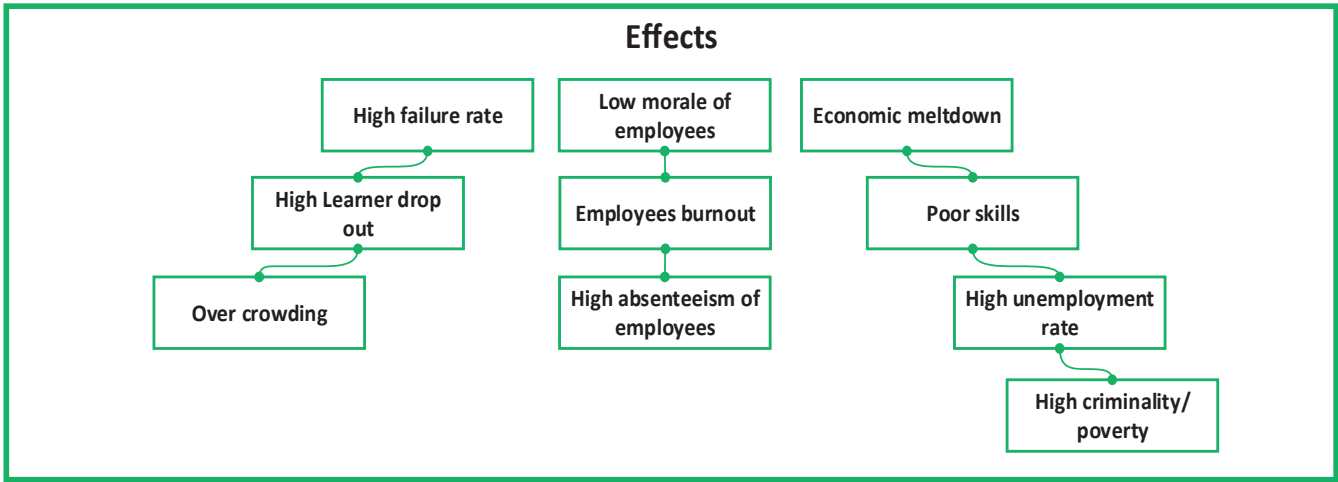 Effects
High failure rate
Low morale of
employees
Economic meltdown
High Learner drop
out
Employees burnout
Poor skills
Over crowding
High absenteeism of
employees
High unemployment
rate
High criminality/
poverty